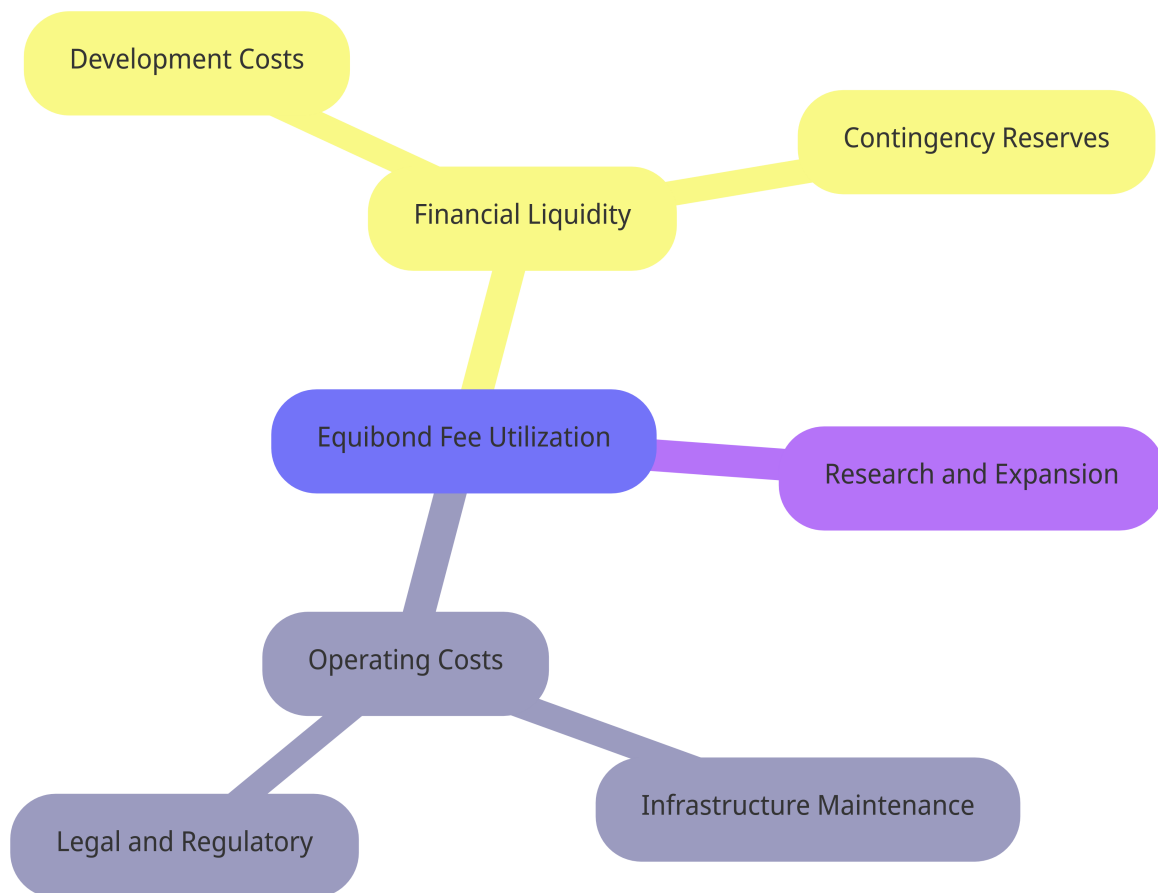 Development Costs
Contingency Reserves
Financial Liquidity
Equibond Fee Utilization
Research and Expansion
Operating Costs
Infrastructure Maintenance
Legal and Regulatory